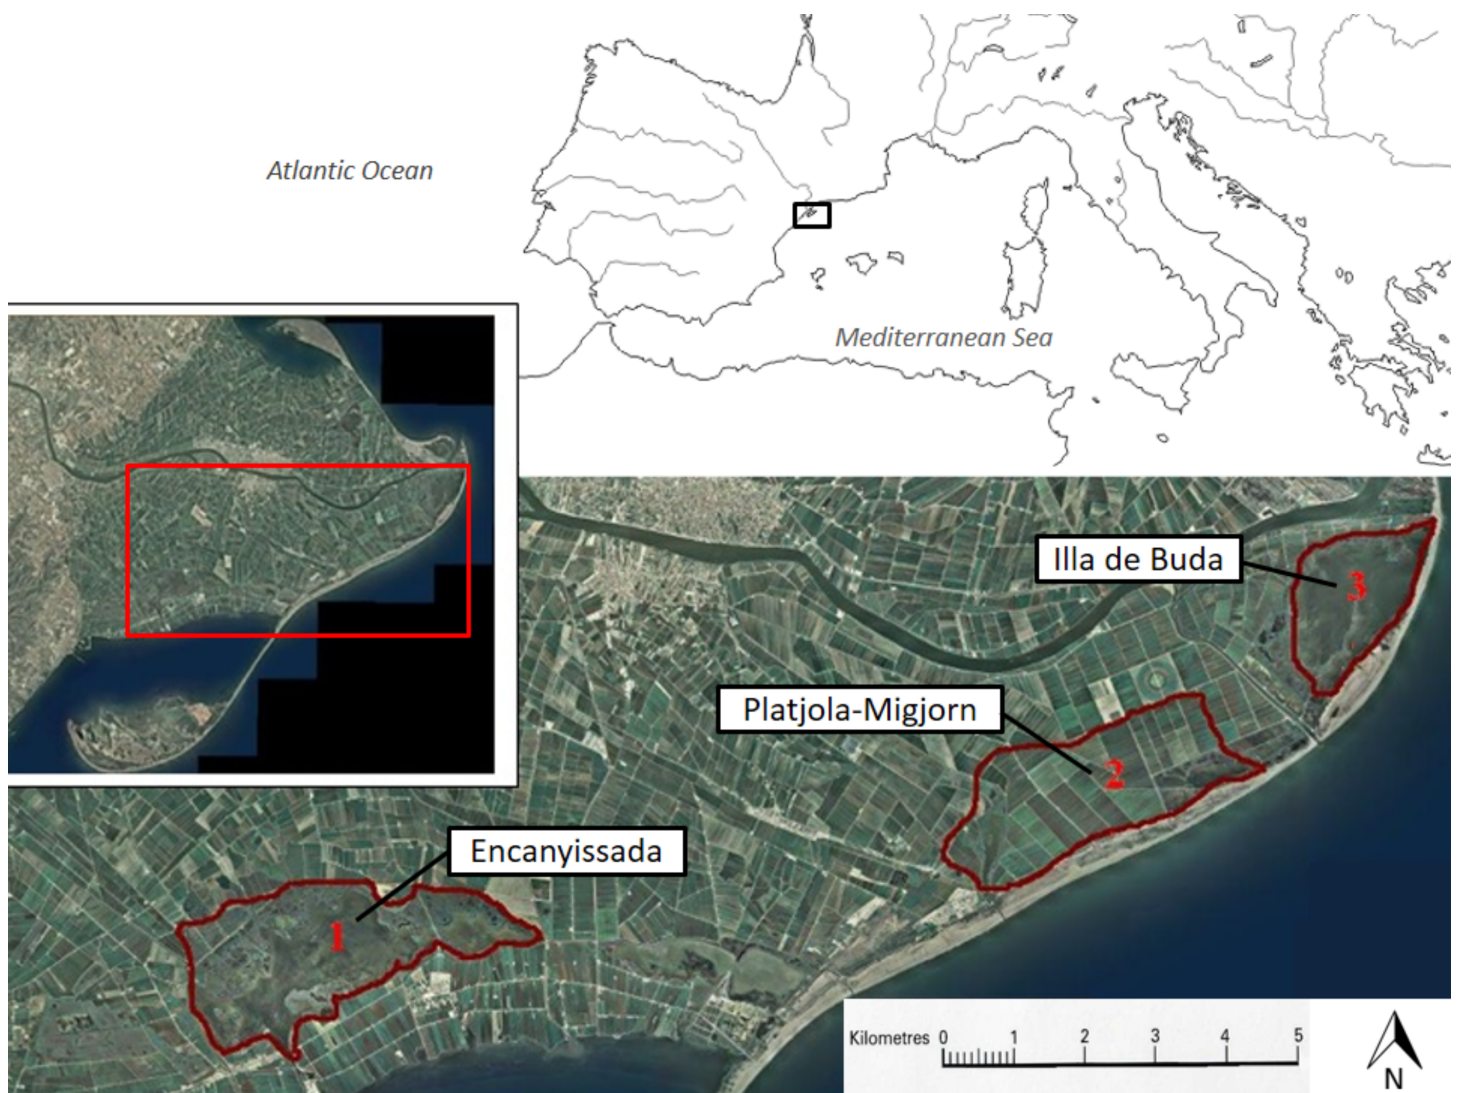 Atlantic Ocean
Mediterranean Sea
Illa de Buda
3
Platjola-Migjorn
2
Encanyissada
1
Kilometres 0 1 2 3 4 5
N